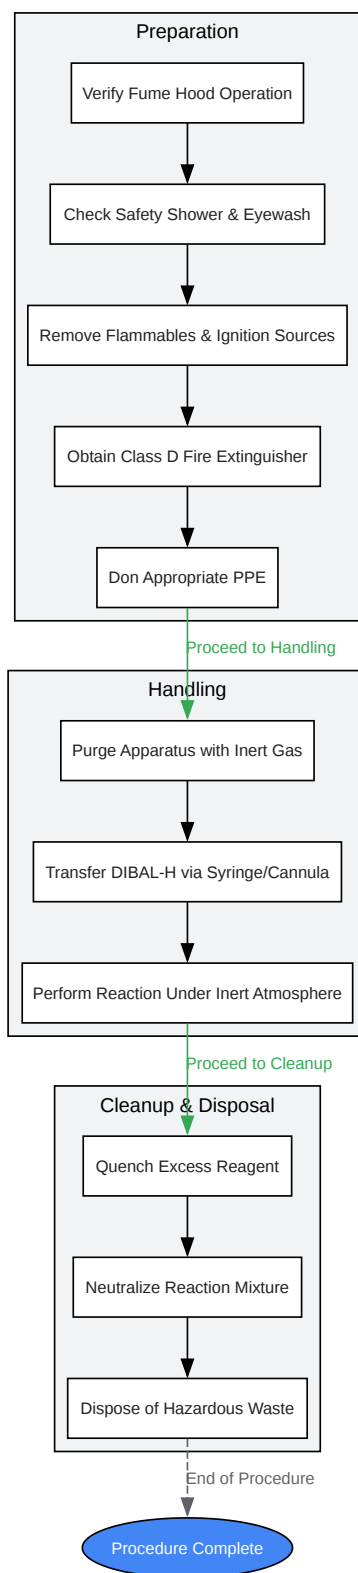 Preparation
Verify Fume Hood Operation
Check Safety Shower & Eyewash
Remove Flammables & Ignition Sources
Obtain Class D Fire Extinguisher
Don Appropriate PPE
Proceed to Handling
Handling
Purge Apparatus with Inert Gas
Transfer DIBAL-H via Syringe/Cannula
Perform Reaction Under Inert Atmosphere
Proceed to Cleanup
Cleanup & Disposal
Quench Excess Reagent
Neutralize Reaction Mixture
Dispose of Hazardous Waste
End of Procedure
Procedure Complete